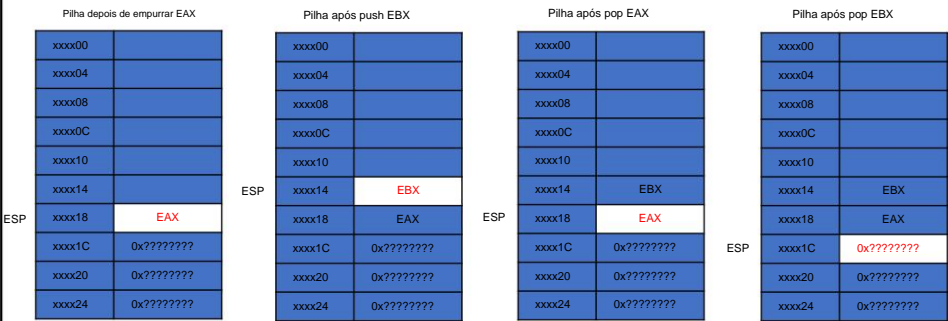 Pilha depois de empurrar EAX
xxxx00
xxxx04
xxxx08
xxxx0C
xxxx10
xxxx14
ESP xxxx18 EAX
xxxx1C 0x????????
xxxx20 0x????????
xxxx24 0x????????
Pilha após push EBX
xxxx00
xxxx04
xxxx08
xxxx0C
xxxx10
ESP xxxx14 EBX
xxxx18 EAX
xxxx1C 0x????????
xxxx20 0x????????
xxxx24 0x????????
Pilha após pop EAX
xxxx00
xxxx04
xxxx08
xxxx0C
xxxx10
xxxx14 EBX
ESP xxxx18 EAX
xxxx1C 0x????????
xxxx20 0x????????
xxxx24 0x????????
Pilha após pop EBX
xxxx00
xxxx04
xxxx08
xxxx0C
xxxx10
xxxx14 EBX
xxxx18 EAX
ESP xxxx1C 0x????????
xxxx20 0x????????
xxxx24 0x????????